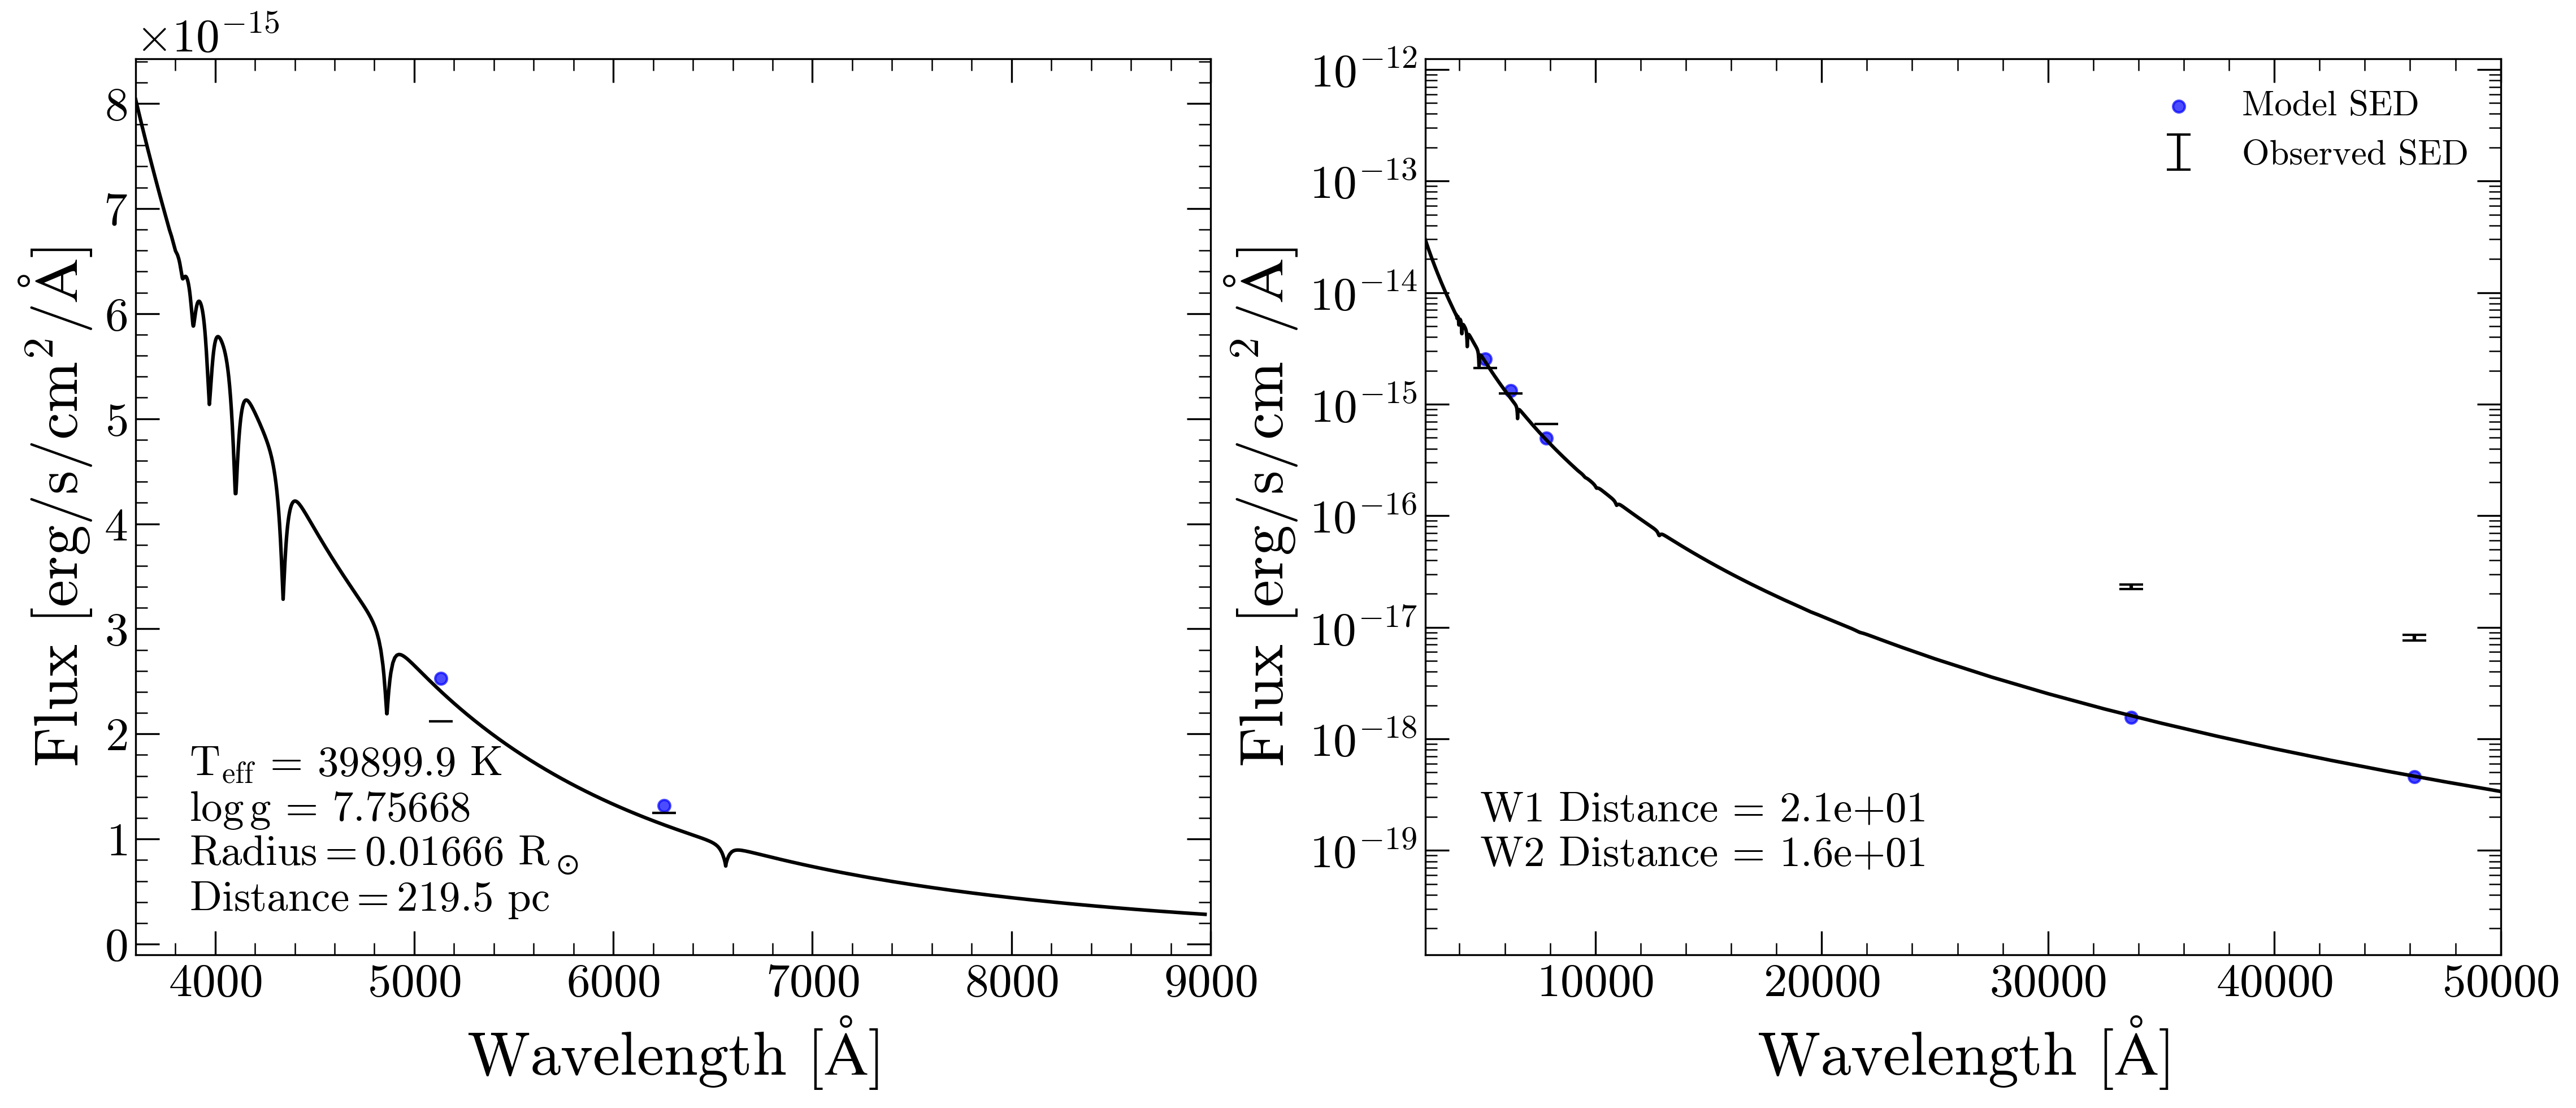 ×10⁻¹⁵
8
7
6
5
4
3
2
1
0
Flux [erg/s/cm²/Å]
T_eff = 39899.9 K
log g = 7.75668
Radius = 0.01666 R_⊙
Distance = 219.5 pc
4000 5000 6000 7000 8000 9000
Wavelength [Å]
10⁻¹²
10⁻¹³
10⁻¹⁴
10⁻¹⁵
10⁻¹⁶
10⁻¹⁷
10⁻¹⁸
10⁻¹⁹
Flux [erg/s/cm²/Å]
Model SED
Observed SED
W1 Distance = 2.1e+01
W2 Distance = 1.6e+01
10000 20000 30000 40000 50000
Wavelength [Å]